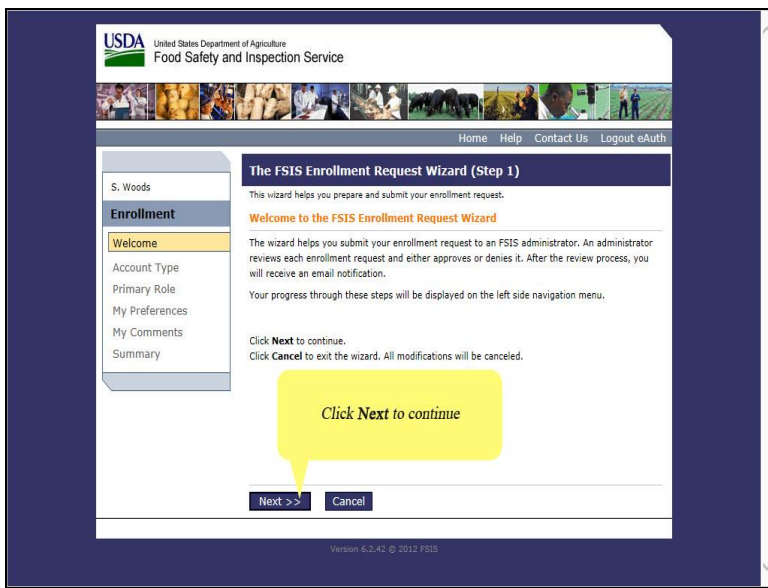 USDA
United States Department of Agriculture
Food Safety and Inspection Service
Home Help Contact Us Logout eAuth
S. Woods
Enrollment
Welcome
Account Type
Primary Role
My Preferences
My Comments
Summary
The FSIS Enrollment Request Wizard (Step 1)
This wizard helps you prepare and submit your enrollment request.
Welcome to the FSIS Enrollment Request Wizard
The wizard helps you submit your enrollment request to an FSIS administrator. An administrator
reviews each enrollment request and either approves or denies it. After the review process, you
will receive an email notification.
Your progress through these steps will be displayed on the left side navigation menu.
Click Next to continue.
Click Cancel to exit the wizard. All modifications will be canceled.
Click Next to continue
Next >> Cancel
Version 6.2.42 © 2012 FSIS